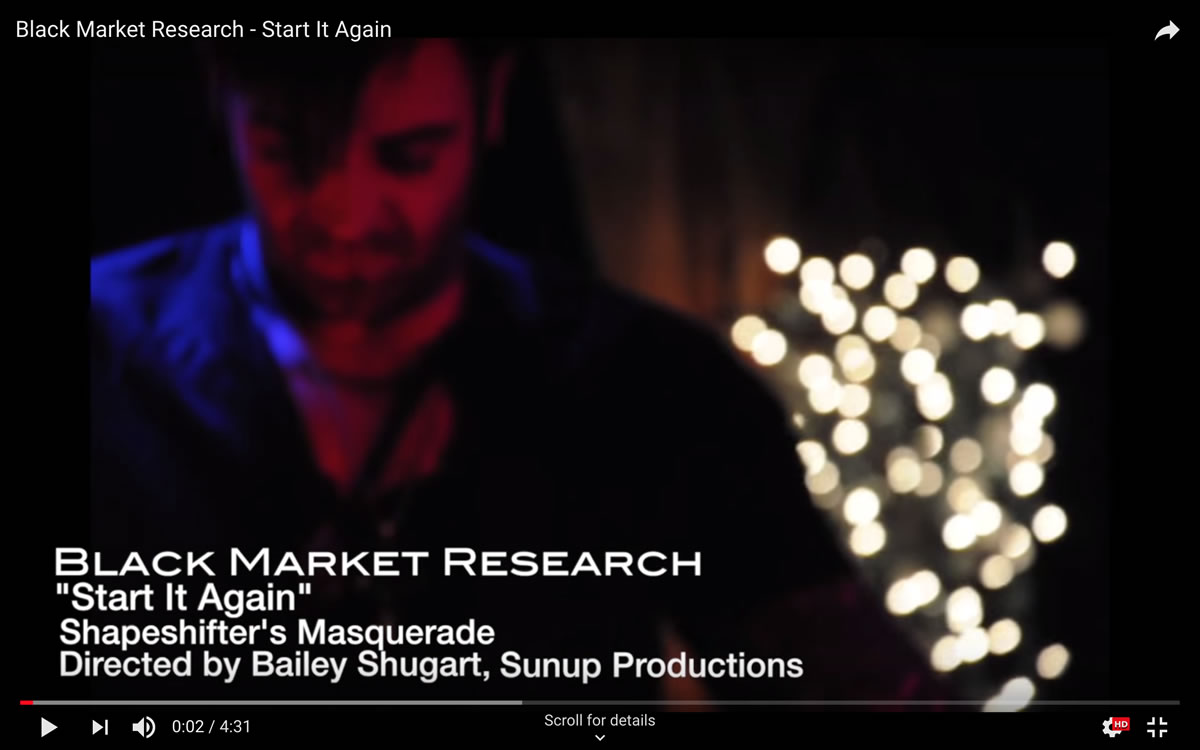 Black Market Research - Start It Again
BLACK MARKET RESEARCH
"Start It Again"
Shapeshifter's Masquerade
Directed by Bailey Shugart, Sunup Productions
0:02 / 4:31
Scroll for details
HD